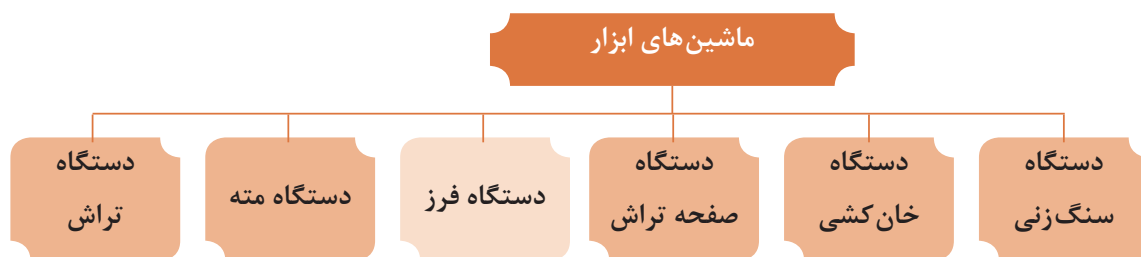 ماشین‌های ابزار
دستگاه
سنگ‌زنی
دستگاه
خان‌کشی
دستگاه
صفحه تراش
دستگاه فرز
دستگاه مته
دستگاه
تراش